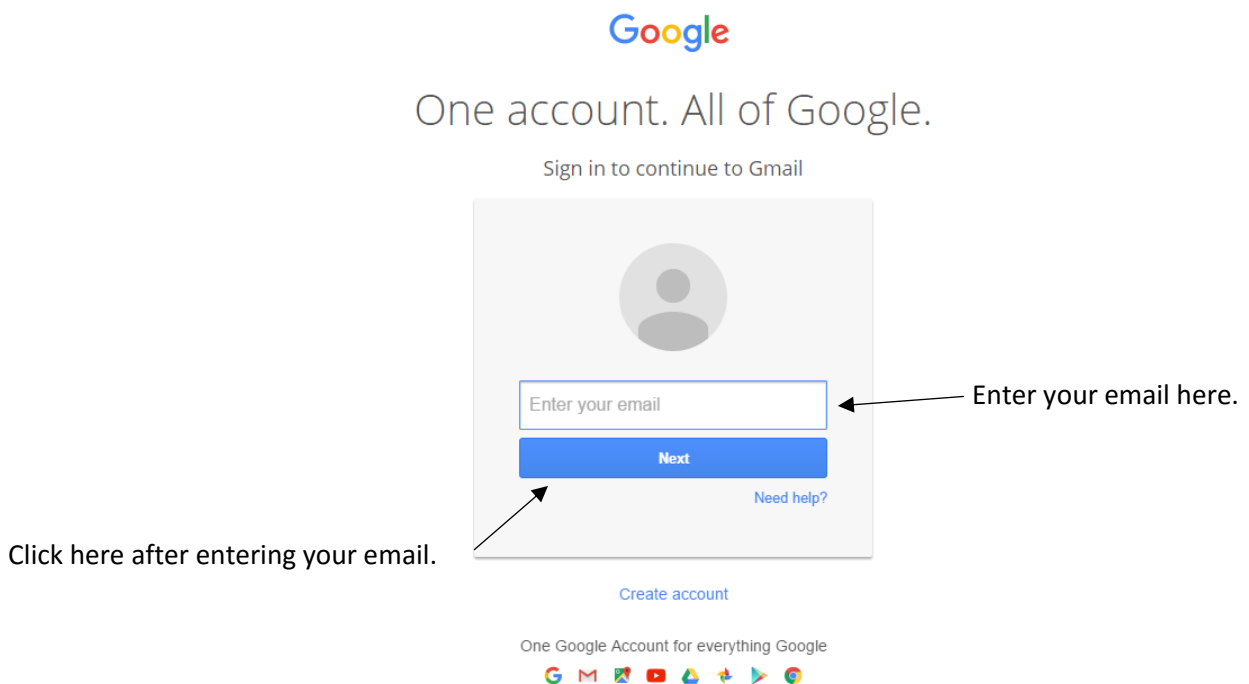 Google
One account. All of Google.
Sign in to continue to Gmail
Enter your email
Enter your email here.
Next
Need help?
Click here after entering your email.
Create account
One Google Account for everything Google